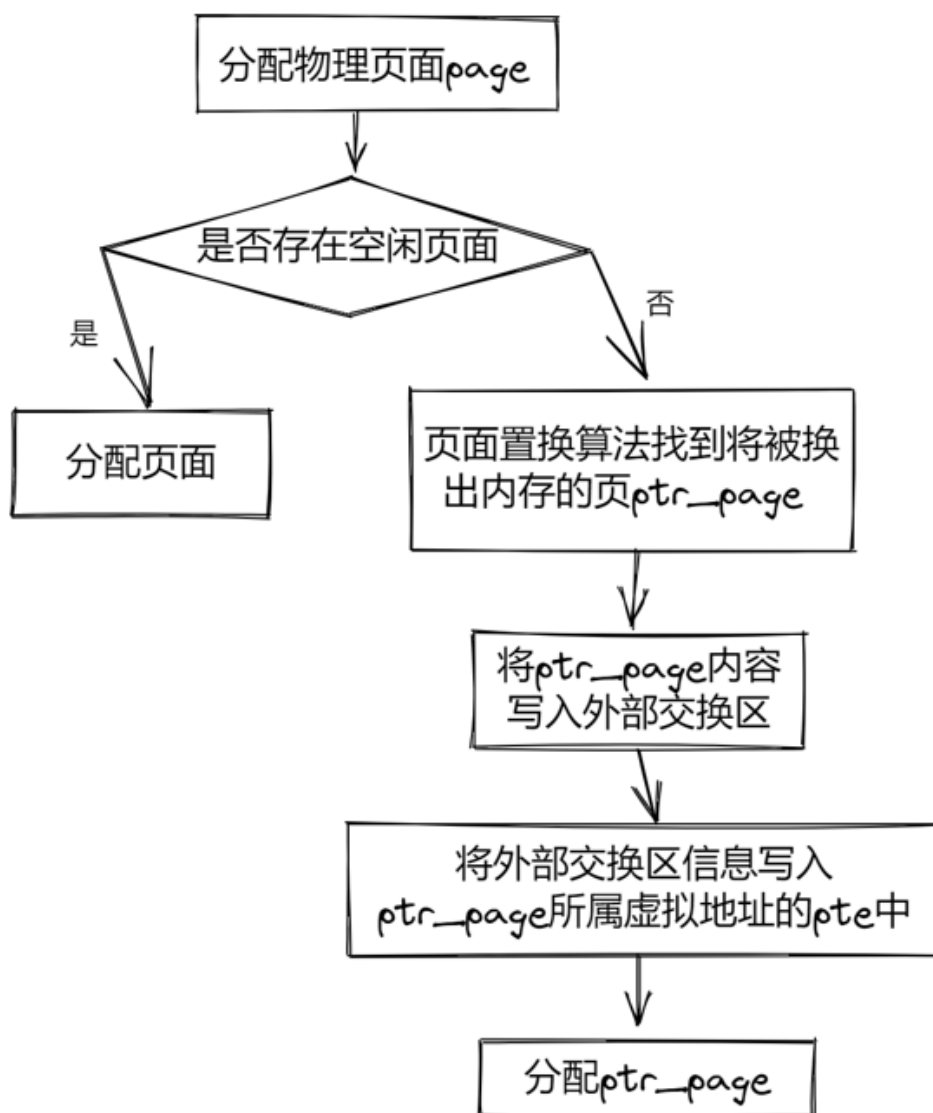 分配物理页面page
是否存在空闲页面
是
否
分配页面
页面置换算法找到将被换
出内存的页ptr_page
将ptr_page内容
写入外部交换区
将外部交换区信息写入
ptr_page所属虚拟地址的pte中
分配ptr_page